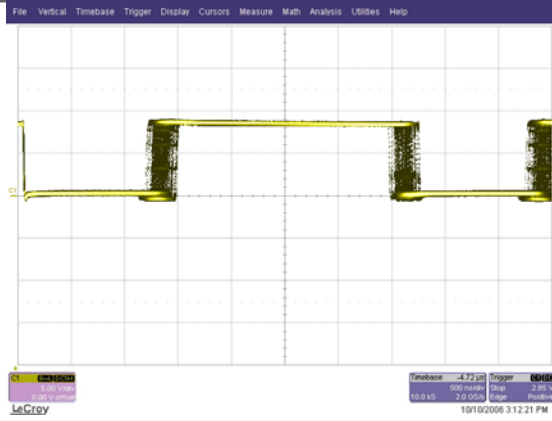 File Vertical Timebase Trigger Display Cursors Measure Math Analysis Utilities Help
C1
C1
5.00 V/div
0.00 V offset
Timebase -4.72 µs
500 ns/div
10.0 kS 2.0 GS/s
Trigger
Stop 2.85 V
Edge Positive
LeCroy
10/10/2006 3:12:21 PM